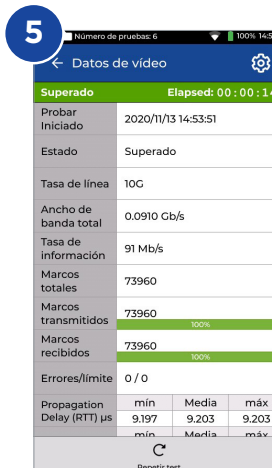 5
Número de pruebas: 6 100% 14:5
Datos de vídeo
Superado Elapsed: 00:00:14
Probar Iniciado 2020/11/13 14:53:51
Estado Superado
Tasa de línea 10G
Ancho de banda total 0.0910 Gb/s
Tasa de información 91 Mb/s
Marcos totales 73960
Marcos transmitidos 73960
100%
Marcos recibidos 73960
100%
Errores/límite 0 / 0
Propagation Delay (RTT) µs mín Media máx
9.197 9.203 9.203
mín Media máx
Repetir test